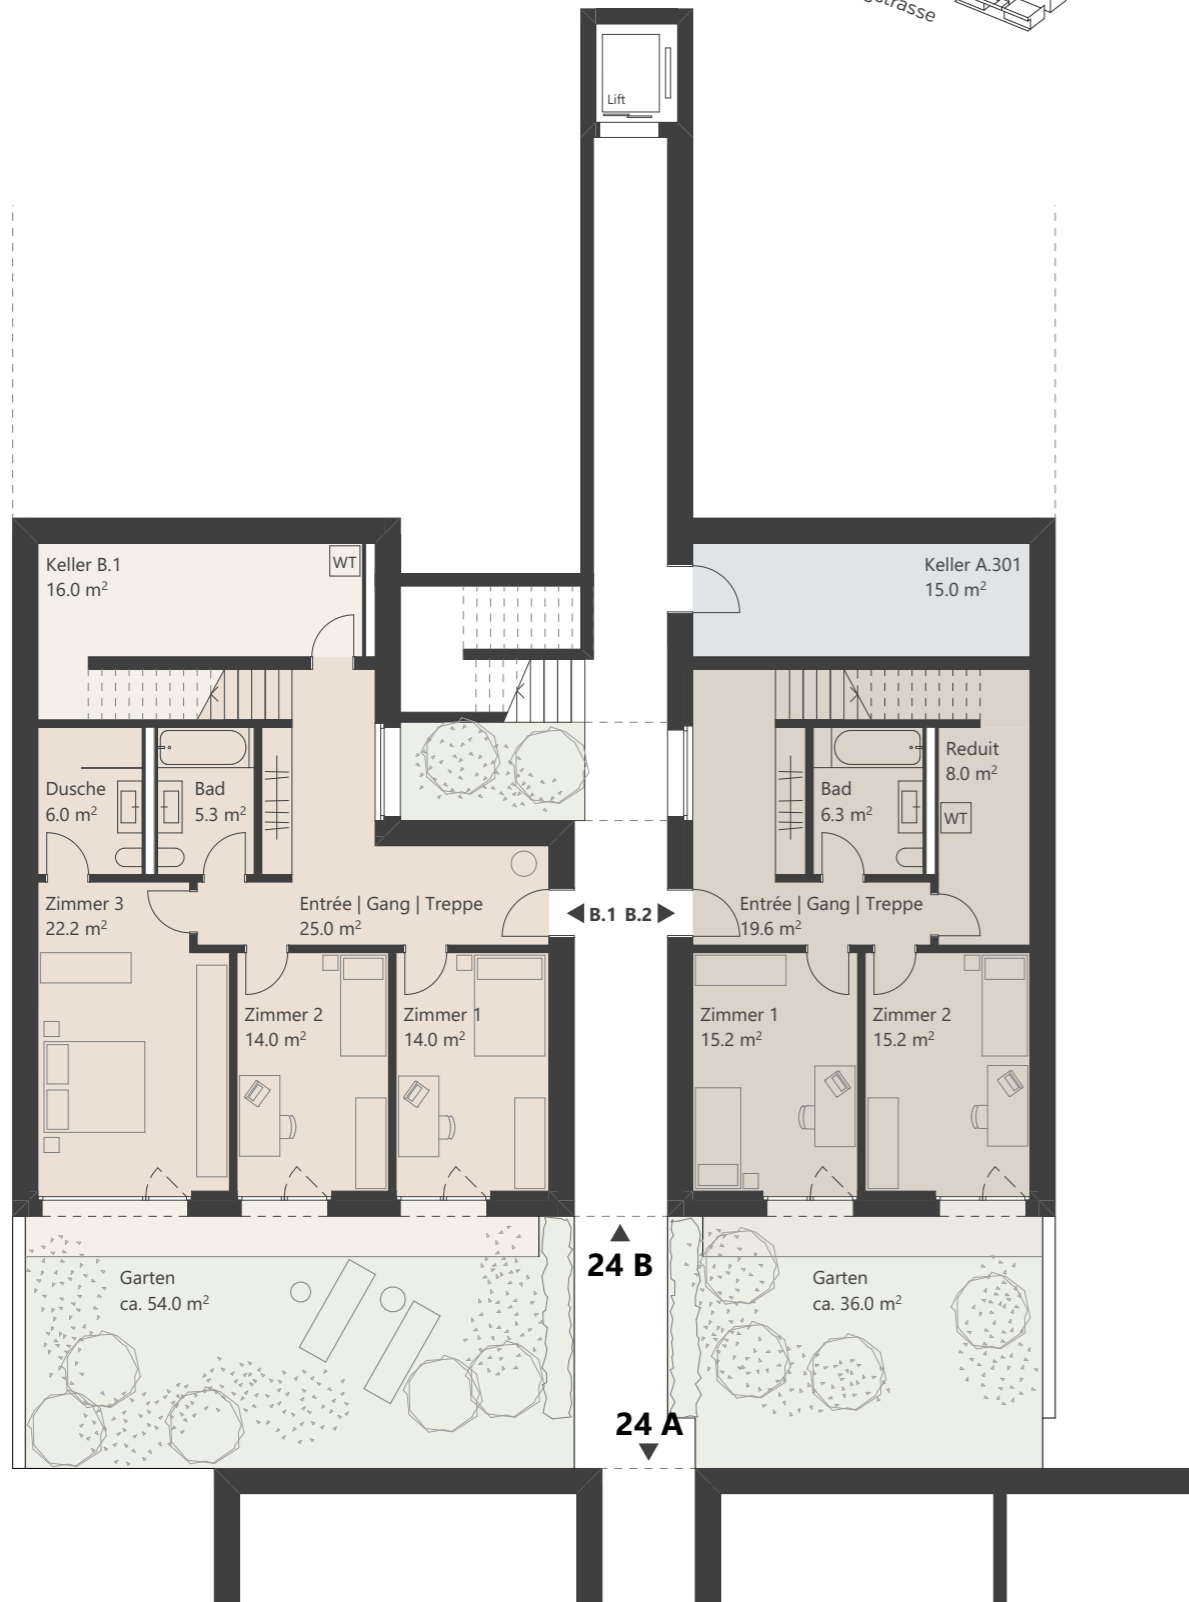 Lift
Keller B.1
16.0 m²
WT
Keller A.301
15.0 m²
Dusche
6.0 m²
Bad
5.3 m²
Bad
6.3 m²
Reduit
8.0 m²
WT
Zimmer 3
22.2 m²
Entrée | Gang | Treppe
25.0 m²
B.1 B.2
Entrée | Gang | Treppe
19.6 m²
Zimmer 2
14.0 m²
Zimmer 1
14.0 m²
Zimmer 1
15.2 m²
Zimmer 2
15.2 m²
24 B
Garten
ca. 54.0 m²
Garten
ca. 36.0 m²
24 A